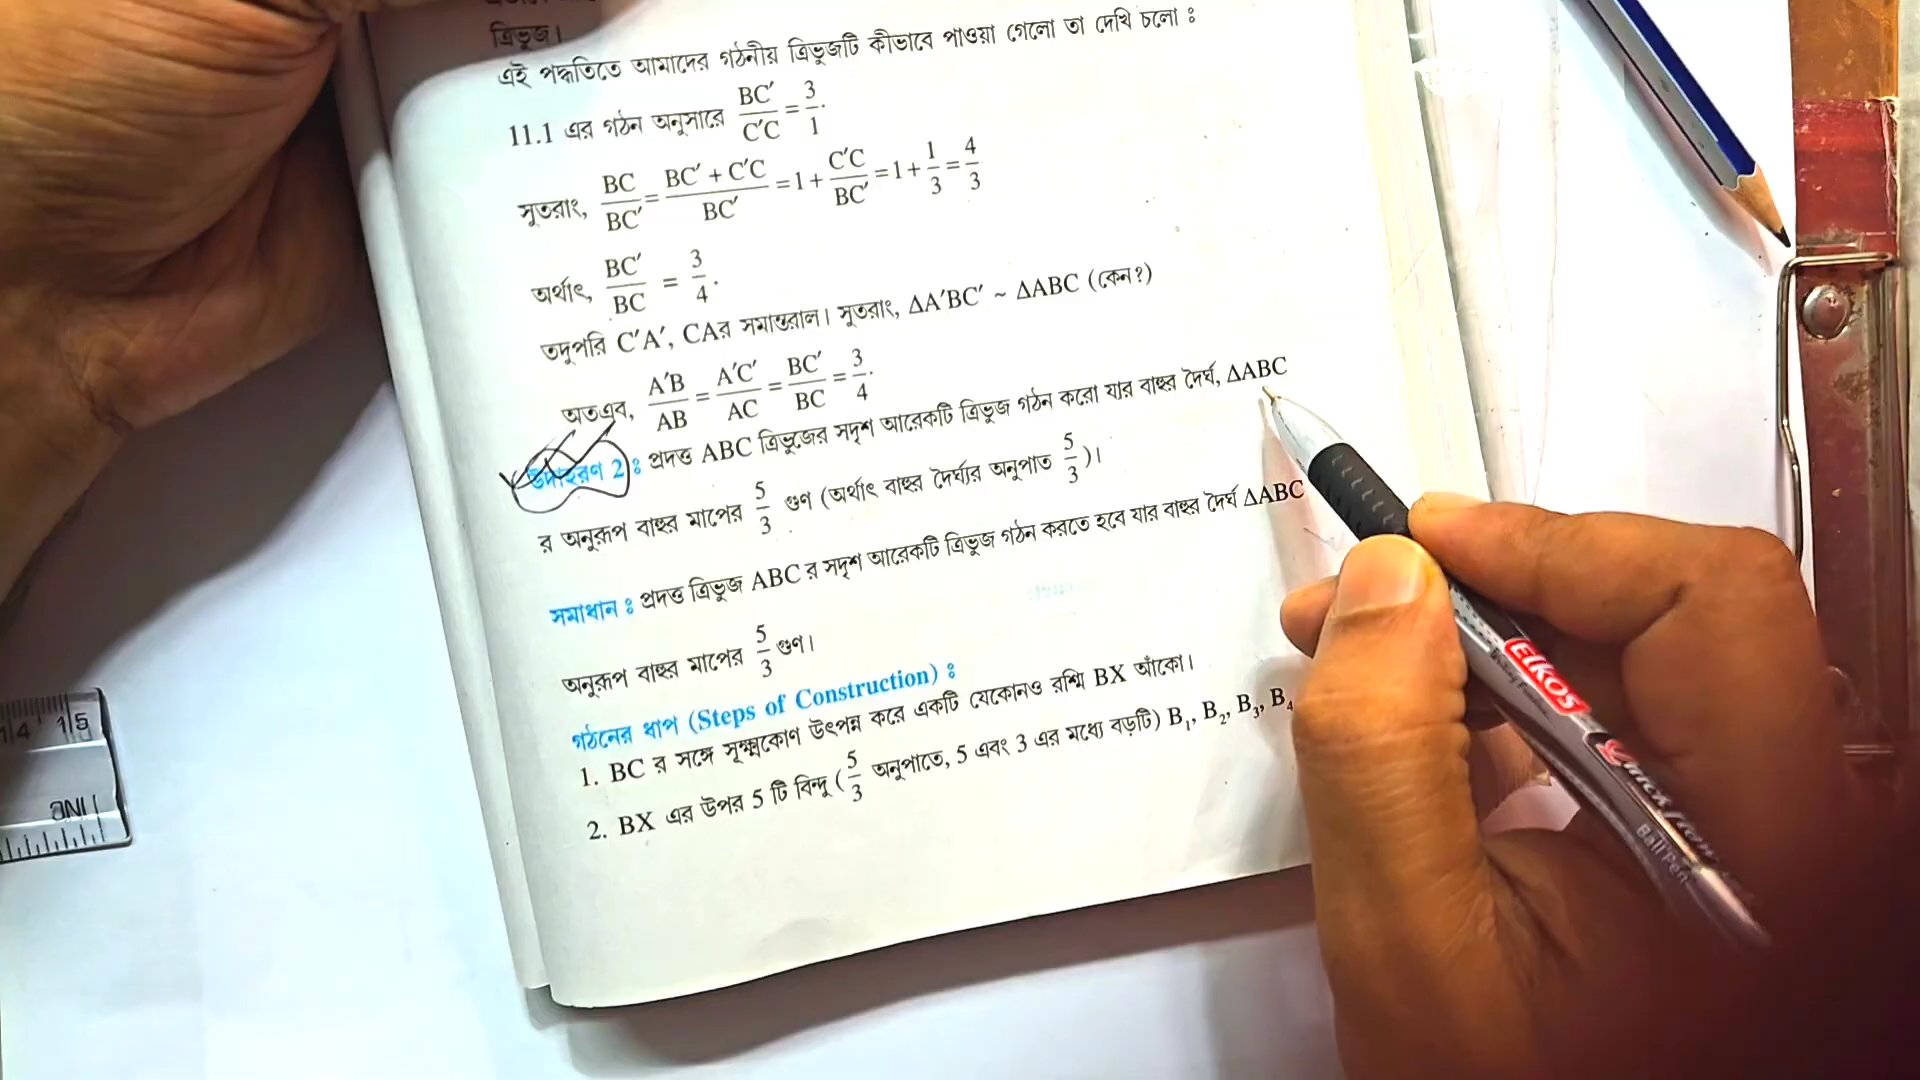 ত্রিভুজ।
এই পদ্ধতিতে আমাদের গঠনীয় ত্রিভুজটি কীভাবে পাওয়া গেলো তা দেখি চলো ঃ
11.1 এর গঠন অনুসারে BC′/C′C = 3/1.
সুতরাং, BC/BC′ = BC′ + C′C/BC′ = 1 + C′C/BC′ = 1 + 1/3 = 4/3
অর্থাৎ, BC′/BC = 3/4.
তদুপরি C′A′, CAর সমান্তরাল। সুতরাং, ΔA′BC′ ~ ΔABC (কেন?)
অতএব, A′B/AB = A′C′/AC = BC′/BC = 3/4.
উদাহরণ 2 ঃ প্রদত্ত ABC ত্রিভুজের সদৃশ আরেকটি ত্রিভুজ গঠন করো যার বাহুর দৈর্ঘ, ΔABC
র অনুরূপ বাহুর মাপের 5/3 গুণ (অর্থাৎ বাহুর দৈর্ঘ্যর অনুপাত 5/3)।
সমাধান ঃ প্রদত্ত ত্রিভুজ ABC র সদৃশ আরেকটি ত্রিভুজ গঠন করতে হবে যার বাহুর দৈর্ঘ ΔABC
অনুরূপ বাহুর মাপের 5/3 গুণ।
গঠনের ধাপ (Steps of Construction) ঃ
1. BC র সঙ্গে সূক্ষ্মকোণ উৎপন্ন করে একটি যেকোনও রশ্মি BX আঁকো।
2. BX এর উপর 5 টি বিন্দু (5/3 অনুপাতে, 5 এবং 3 এর মধ্যে বড়টি) B₁, B₂, B₃, B₄
14 15
INC
ELKOS
Ball Pen